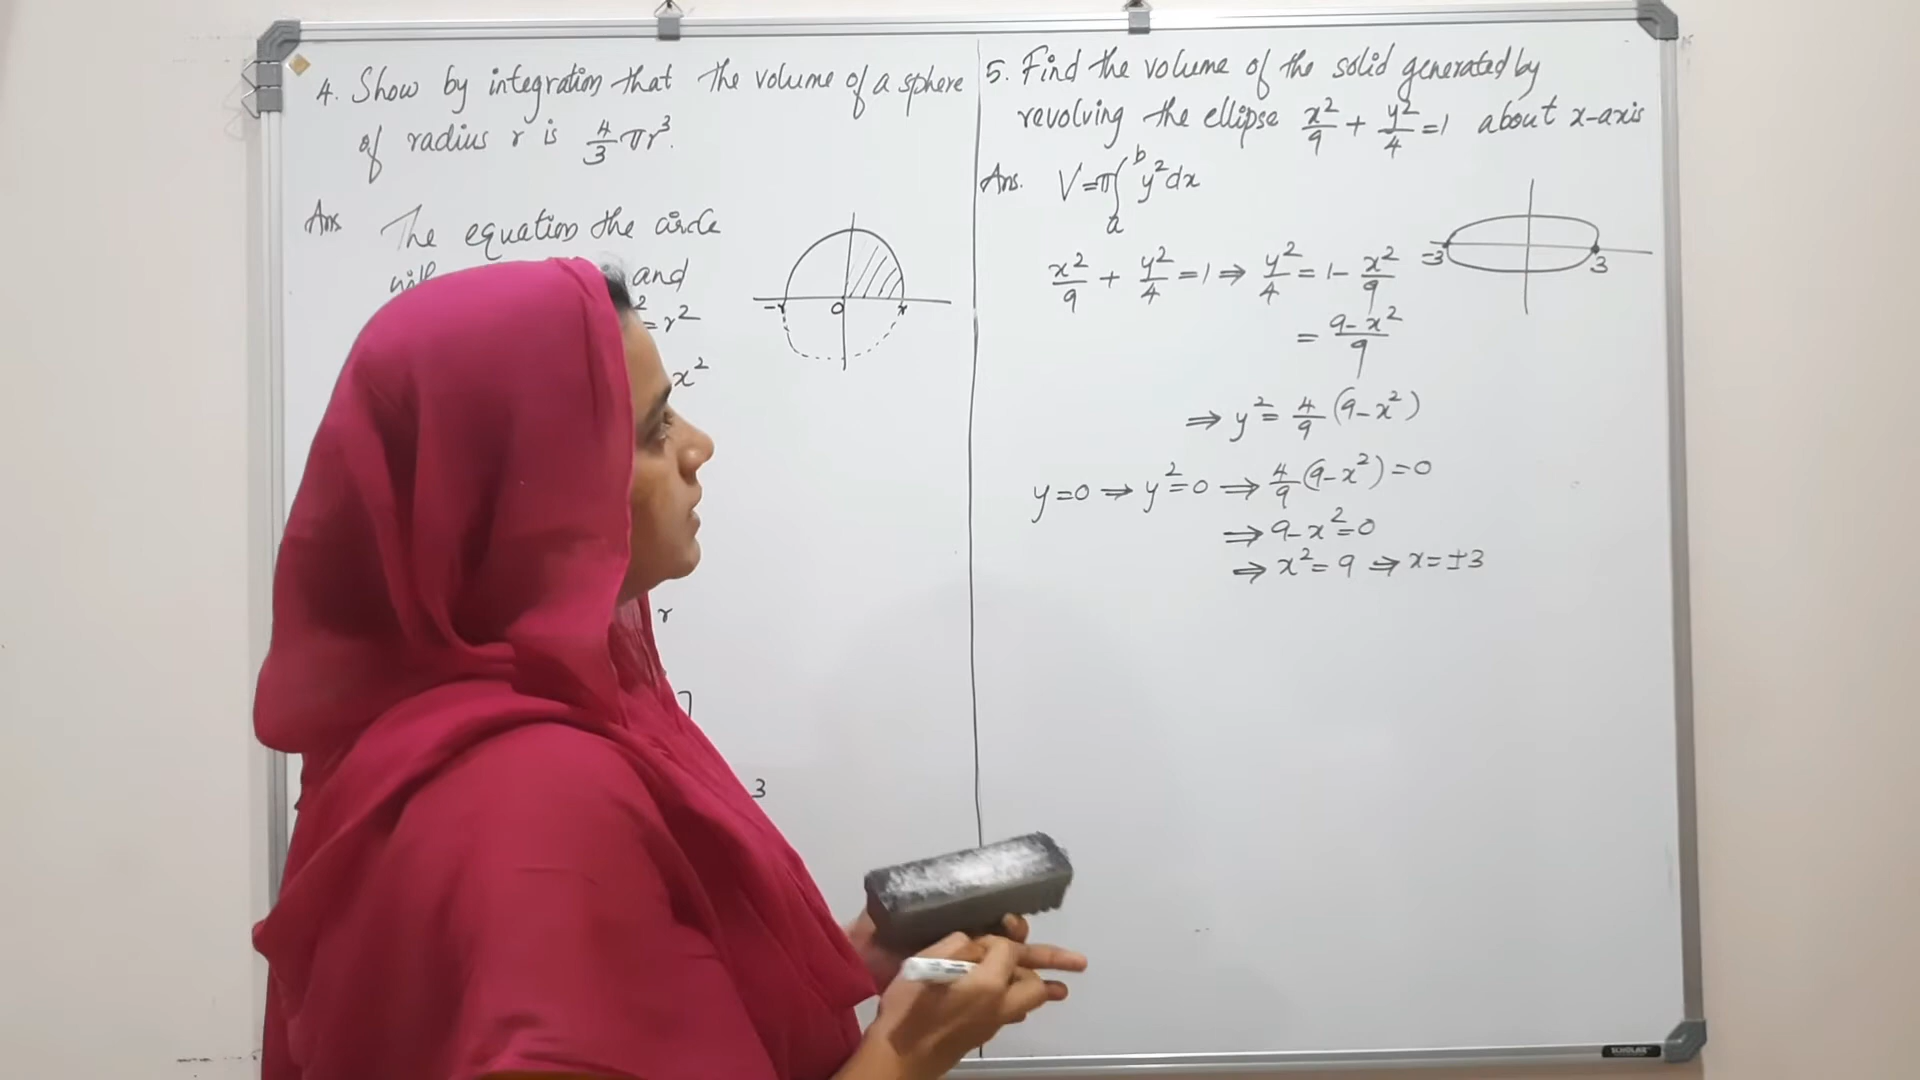 4. Show by integration that the volume of a sphere
of radius r is 4/3 πr³.
Ans The equation the circle
and
² = r²
x²
r
]
3
-r O r
5. Find the volume of the solid generated by
revolving the ellipse x²/9 + y²/4 = 1 about x-axis
Ans. V = π∫ₐᵇ y² dx
x²/9 + y²/4 = 1 ⇒ y²/4 = 1 - x²/9
= (9 - x²)/9
⇒ y² = 4/9 (9 - x²)
y = 0 ⇒ y² = 0 ⇒ 4/9 (9 - x²) = 0
⇒ 9 - x² = 0
⇒ x² = 9 ⇒ x = ±3
-3 3
SCHOLAR